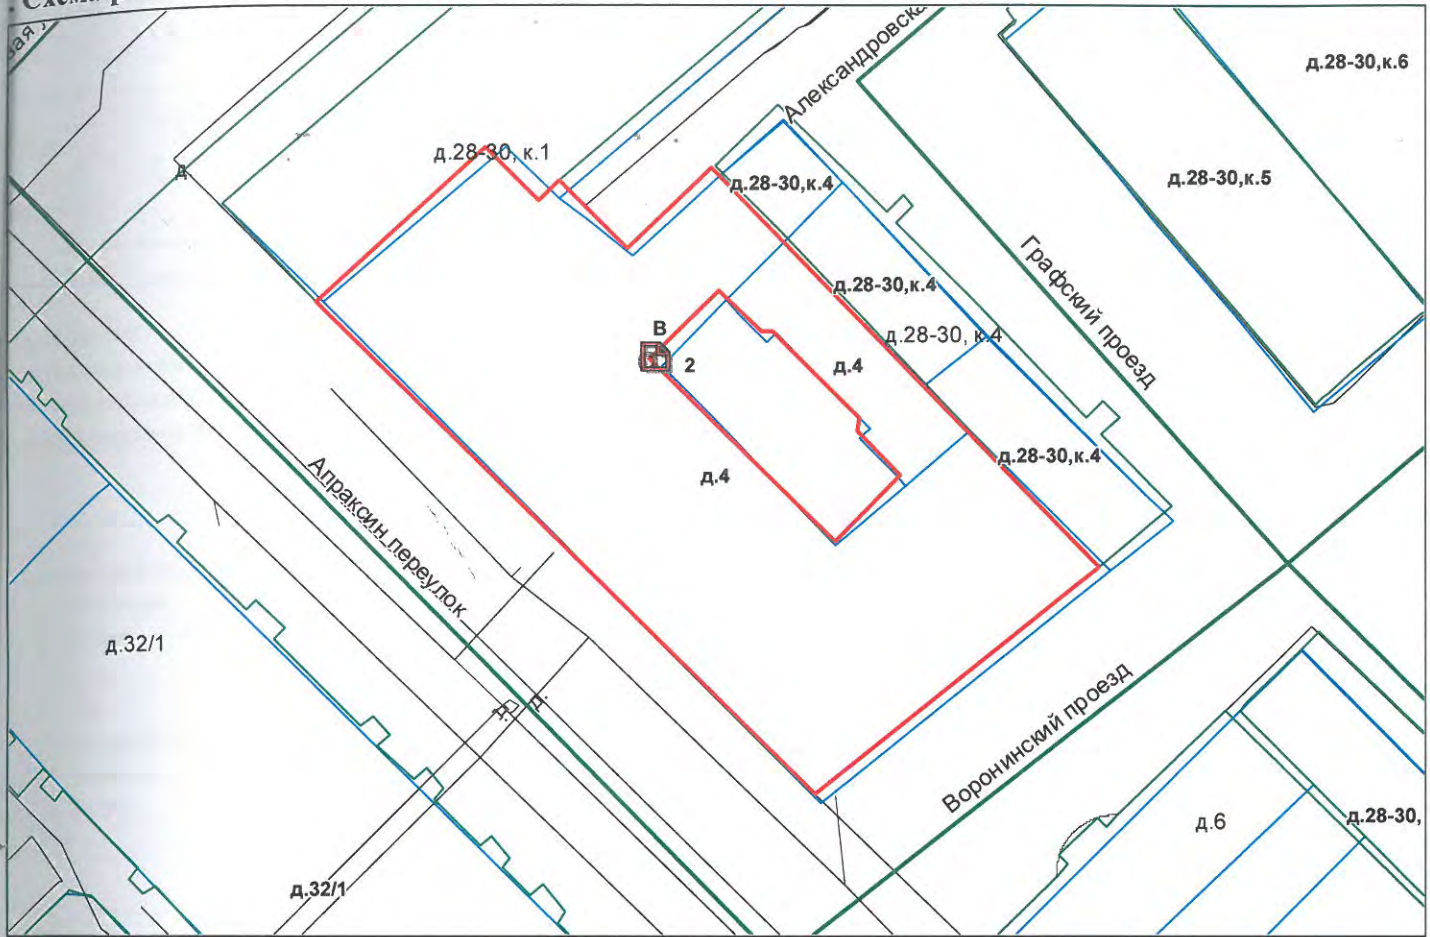 д.28-30,к.6
Александровска
д.28-30, к.1
д.28-30,к.4
д.28-30,к.5
д
Графский проезд
д.28-30,к.4
В
д.28-30, к.4
2
д.4
д.28-30,к.4
д.4
Апраксин переулок
д.32/1
д.
д.
Воронинский проезд
д.6
д.28-30,
д.32/1